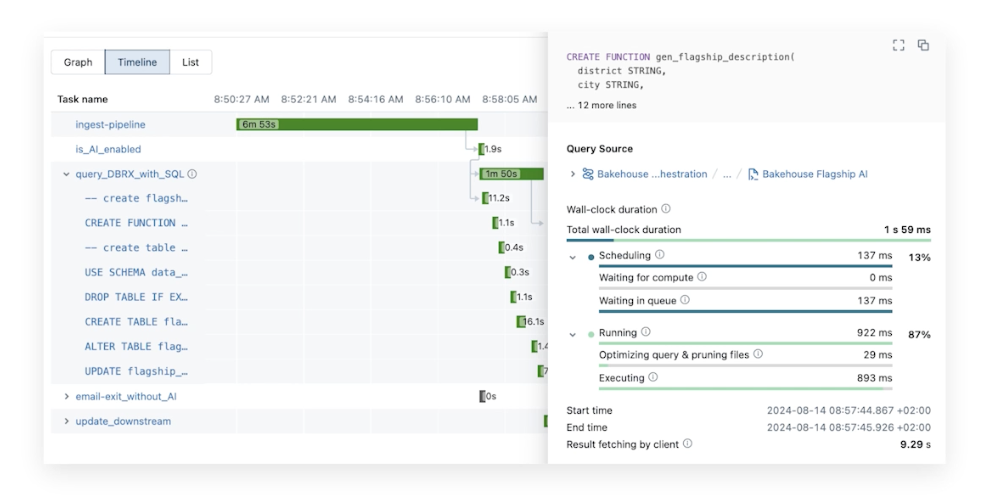 Graph Timeline List
Task name 8:50:27 AM 8:52:21 AM 8:54:16 AM 8:56:10 AM 8:58:05 AM
ingest-pipeline 6m 53s
is_AI_enabled 1.9s
query_DBRX_with_SQL 1m 50s
-- create flagsh… 11.2s
CREATE FUNCTION … 1.1s
-- create table … 0.4s
USE SCHEMA data_… 0.3s
DROP TABLE IF EX… 1.1s
CREATE TABLE fla… 16.1s
ALTER TABLE flag… 1.4
UPDATE flagship_… 7
email-exit_without_AI 0s
update_downstream
CREATE FUNCTION gen_flagship_description(
district STRING,
city STRING,
... 12 more lines
Query Source
Bakehouse ...hestration / ... / Bakehouse Flagship AI
Wall-clock duration
Total wall-clock duration 1 s 59 ms
Scheduling 137 ms 13%
Waiting for compute 0 ms
Waiting in queue 137 ms
Running 922 ms 87%
Optimizing query & pruning files 29 ms
Executing 893 ms
Start time 2024-08-14 08:57:44.867 +02:00
End time 2024-08-14 08:57:45.926 +02:00
Result fetching by client 9.29 s